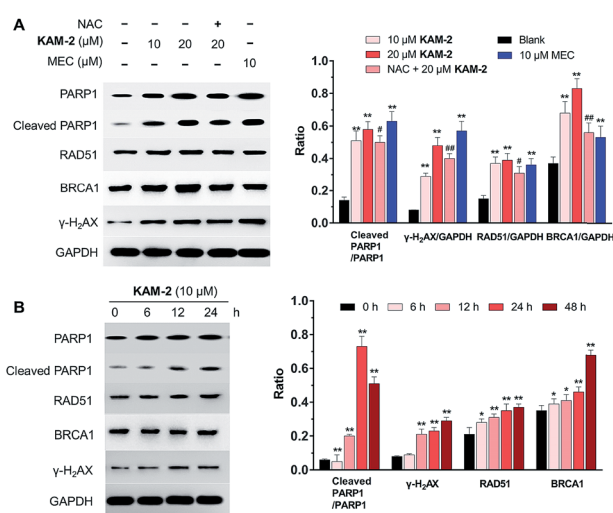 A
NAC - - - + -
KAM-2 (μM) - 10 20 20 -
MEC (μM) - - - - 10
PARP1
Cleaved PARP1
RAD51
BRCA1
γ-H₂AX
GAPDH
10 μM KAM-2
20 μM KAM-2
NAC + 20 μM KAM-2
Blank
10 μM MEC
Ratio
1.0
0.8
0.6
0.4
0.2
0.0
** ** # **
** ** ## **
** ** # **
** ** ## **
Cleaved
PARP1
/PARP1
γ-H₂AX/GAPDH
RAD51/GAPDH
BRCA1/GAPDH
B
KAM-2 (10 μM)
0 6 12 24 h
PARP1
Cleaved PARP1
RAD51
BRCA1
γ-H₂AX
GAPDH
0 h 6 h 12 h 24 h 48 h
Ratio
1.0
0.8
0.6
0.4
0.2
0.0
** ** ** **
** ** **
* ** ** **
* * ** **
Cleaved
PARP1
/PARP1
γ-H₂AX
RAD51
BRCA1